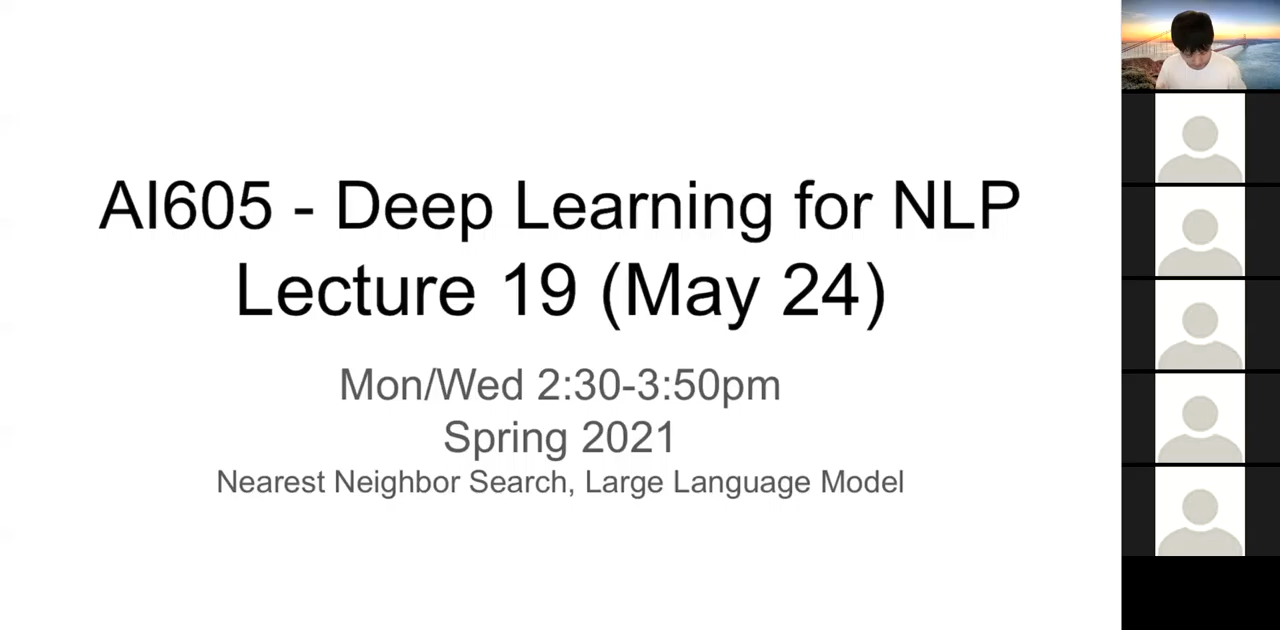 AI605 - Deep Learning for NLP
Lecture 19 (May 24)
Mon/Wed 2:30-3:50pm
Spring 2021
Nearest Neighbor Search, Large Language Model